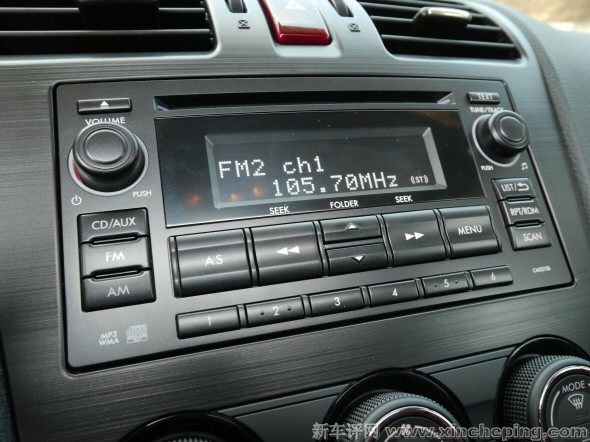 TEXT
VOLUME
TUNE/TRACK
FM2 ch1
105.70MHz (ST)
PUSH
PUSH
LIST/
SEEK
FOLDER
SEEK
CD/AUX
AS
MENU
RPT/RDM
FM
SCAN
AM
1
2
3
4
5
6
MP3
WMA
MODE
新车评网 www.xincheping.com